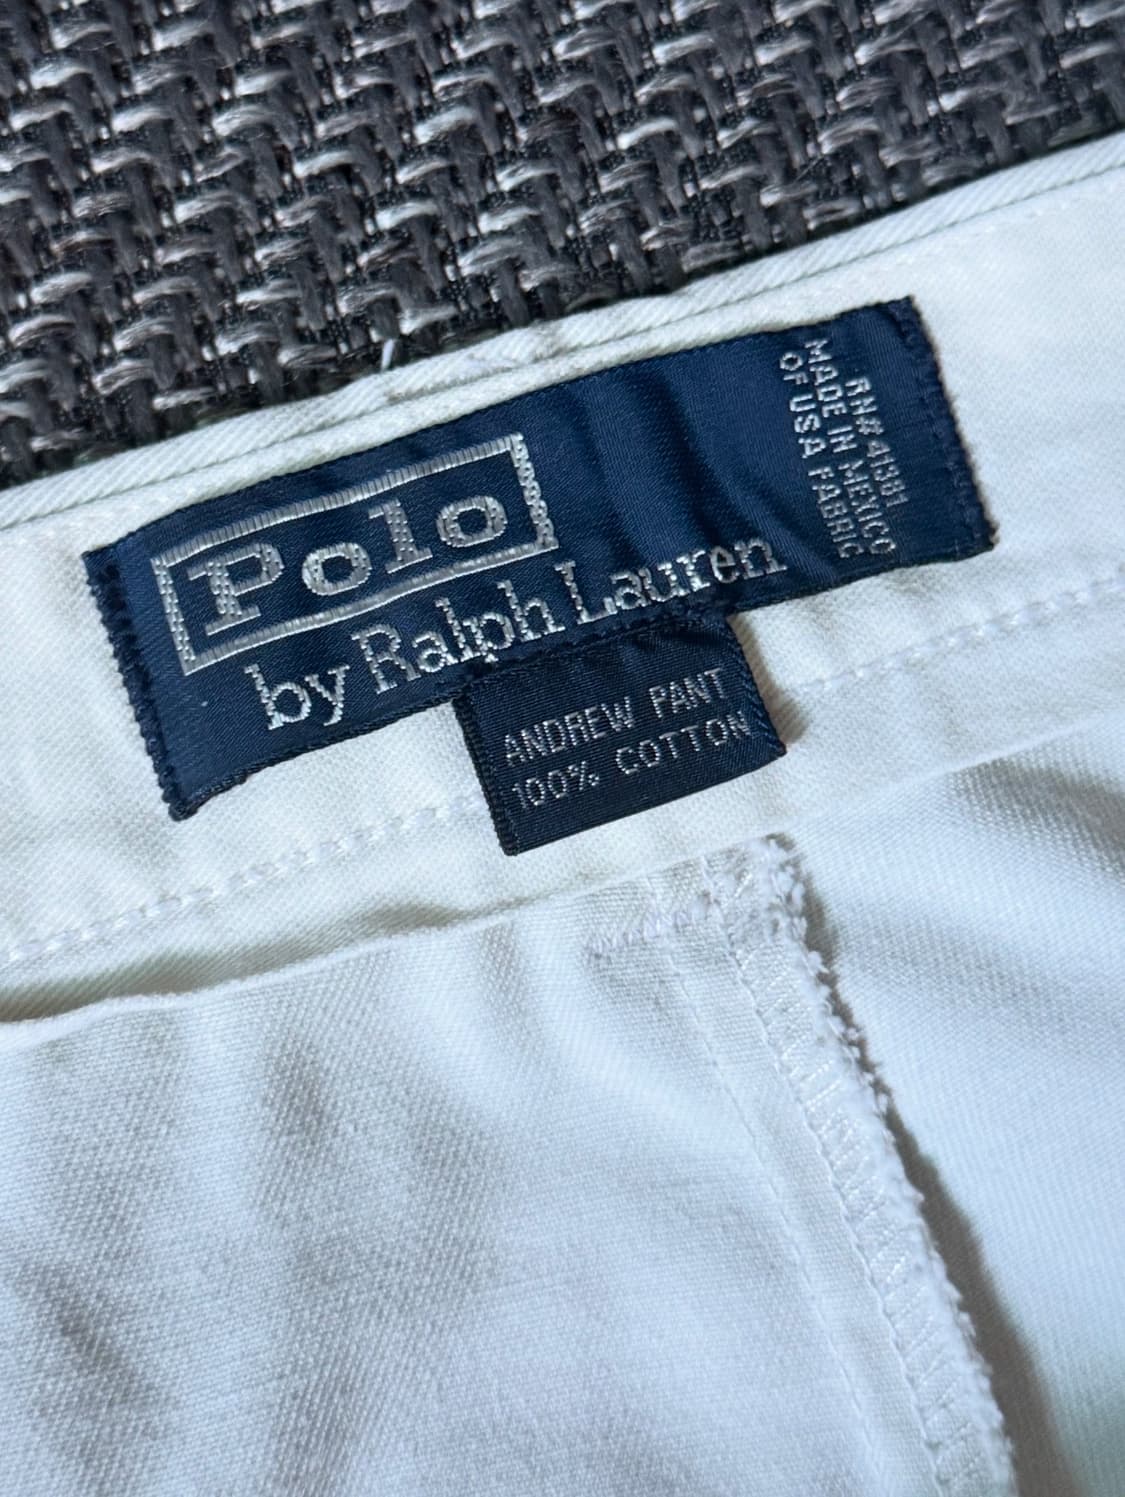 Polo
by Ralph Lauren
RN#41381
MADE IN MEXICO
OF USA FABRIC
ANDREW PANT
100% COTTON